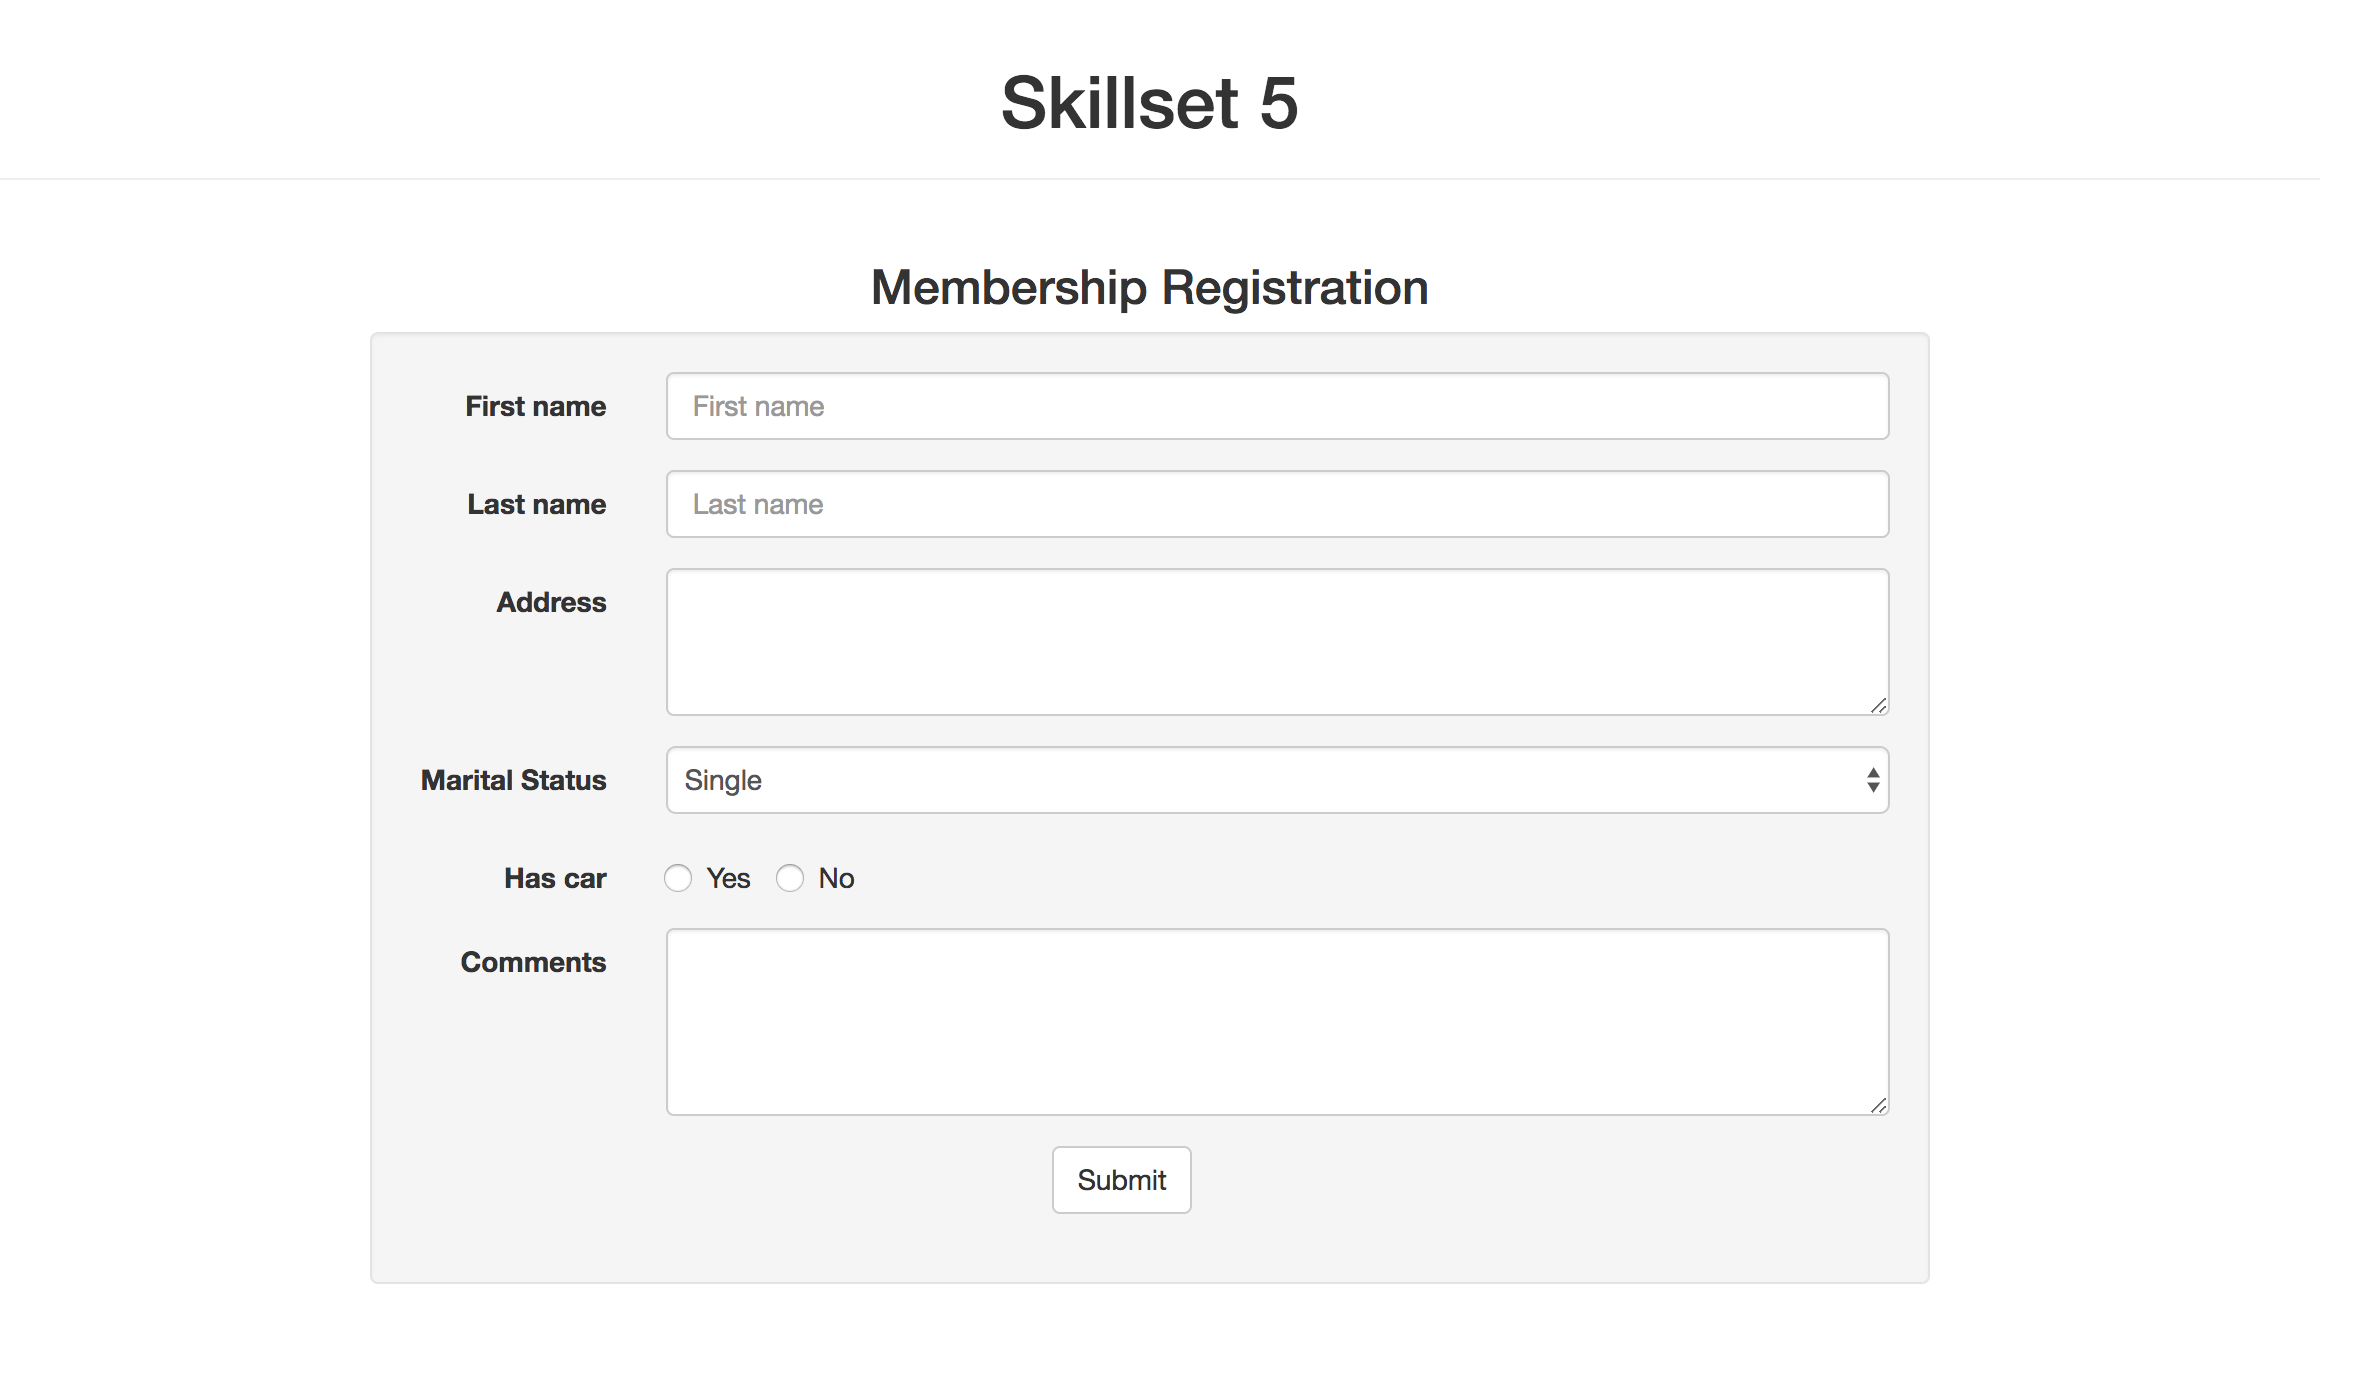 Skillset 5
Membership Registration
First name First name
Last name Last name
Address
Marital Status Single
Has car Yes No
Comments
Submit